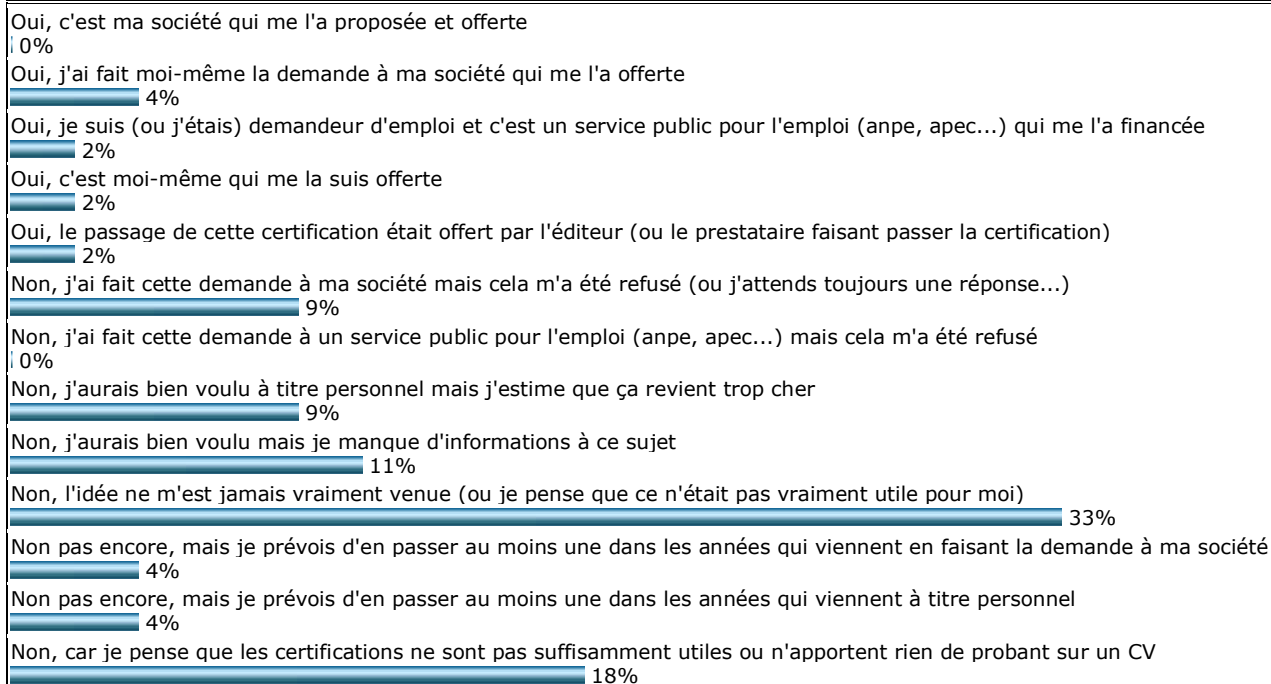 Oui, c'est ma société qui me l'a proposée et offerte
0%
Oui, j'ai fait moi-même la demande à ma société qui me l'a offerte
4%
Oui, je suis (ou j'étais) demandeur d'emploi et c'est un service public pour l'emploi (anpe, apec...) qui me l'a financée
2%
Oui, c'est moi-même qui me la suis offerte
2%
Oui, le passage de cette certification était offert par l'éditeur (ou le prestataire faisant passer la certification)
2%
Non, j'ai fait cette demande à ma société mais cela m'a été refusé (ou j'attends toujours une réponse...)
9%
Non, j'ai fait cette demande à un service public pour l'emploi (anpe, apec...) mais cela m'a été refusé
0%
Non, j'aurais bien voulu à titre personnel mais j'estime que ça revient trop cher
9%
Non, j'aurais bien voulu mais je manque d'informations à ce sujet
11%
Non, l'idée ne m'est jamais vraiment venue (ou je pense que ce n'était pas vraiment utile pour moi)
33%
Non pas encore, mais je prévois d'en passer au moins une dans les années qui viennent en faisant la demande à ma société
4%
Non pas encore, mais je prévois d'en passer au moins une dans les années qui viennent à titre personnel
4%
Non, car je pense que les certifications ne sont pas suffisamment utiles ou n'apportent rien de probant sur un CV
18%